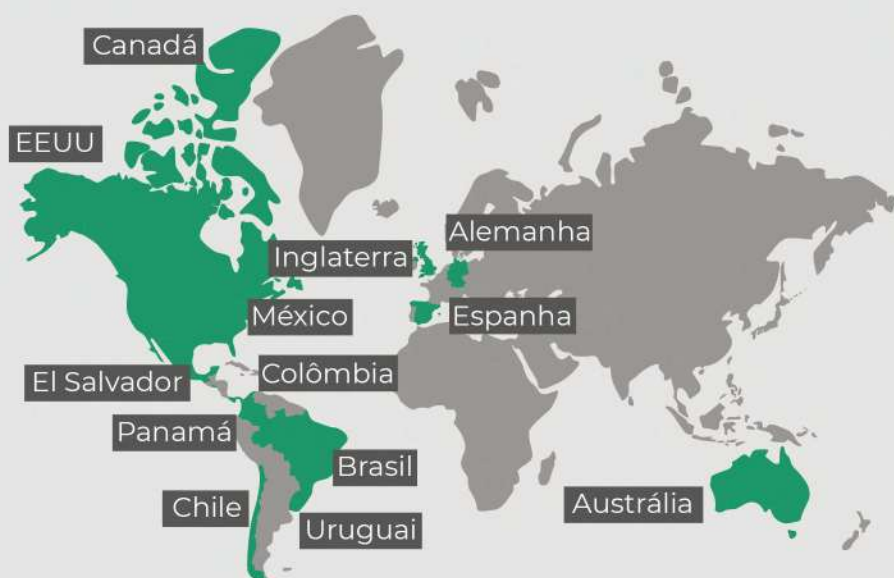 Canadá
EEUU
Alemanha
Inglaterra
México
Espanha
El Salvador
Colômbia
Panamá
Brasil
Chile
Austrália
Uruguai